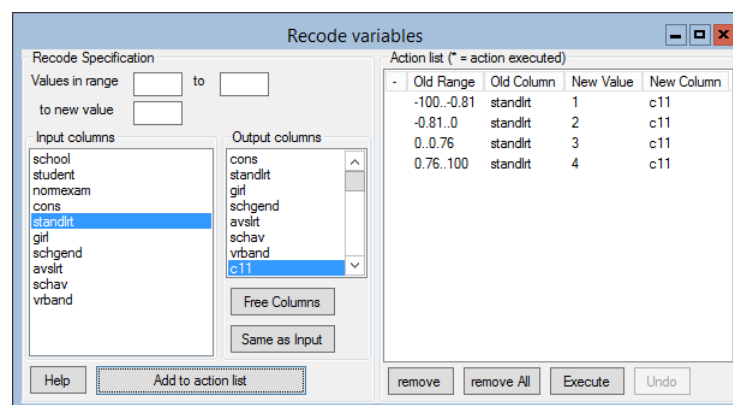 Recode variables
Recode Specification
Values in range to
to new value
Input columns
school
student
normexam
cons
standlrt
girl
schgend
avslrt
schav
vrband
Output columns
cons
standlrt
girl
schgend
avslrt
schav
vrband
c11
Free Columns
Same as Input
Help Add to action list
Action list (* = action executed)
- Old Range Old Column New Value New Column
-100..-0.81 standlrt 1 c11
-0.81..0 standlrt 2 c11
0..0.76 standlrt 3 c11
0.76..100 standlrt 4 c11
remove remove All Execute Undo